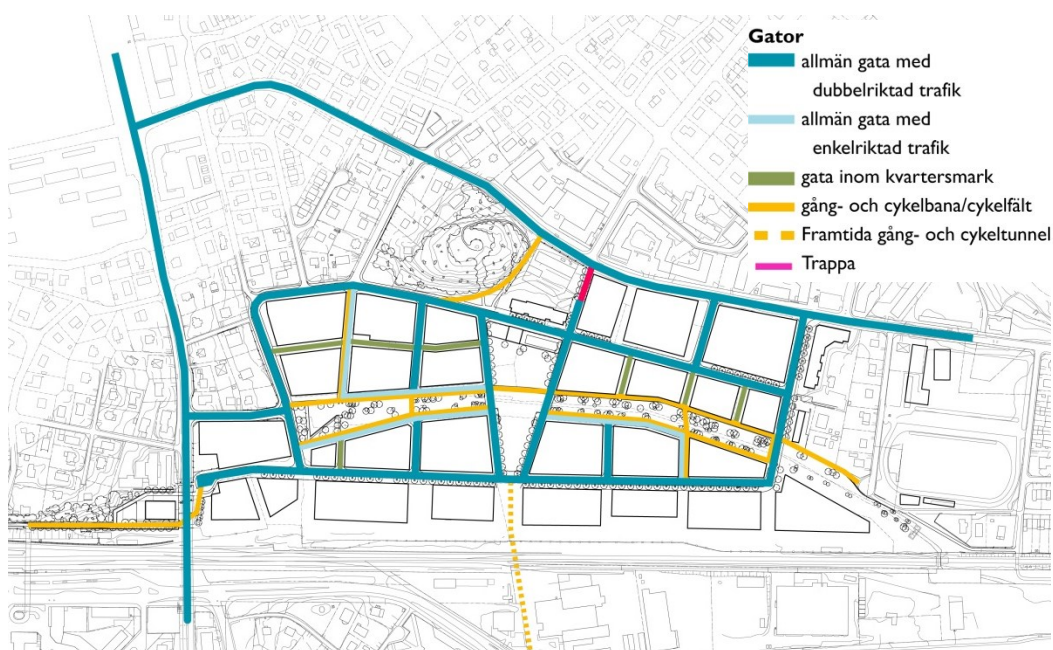 Gator
allmän gata med
dubbelriktad trafik
allmän gata med
enkelriktad trafik
gata inom kvartersmark
gång- och cykelbana/cykelfält
Framtida gång- och cykeltunnel
Trappa